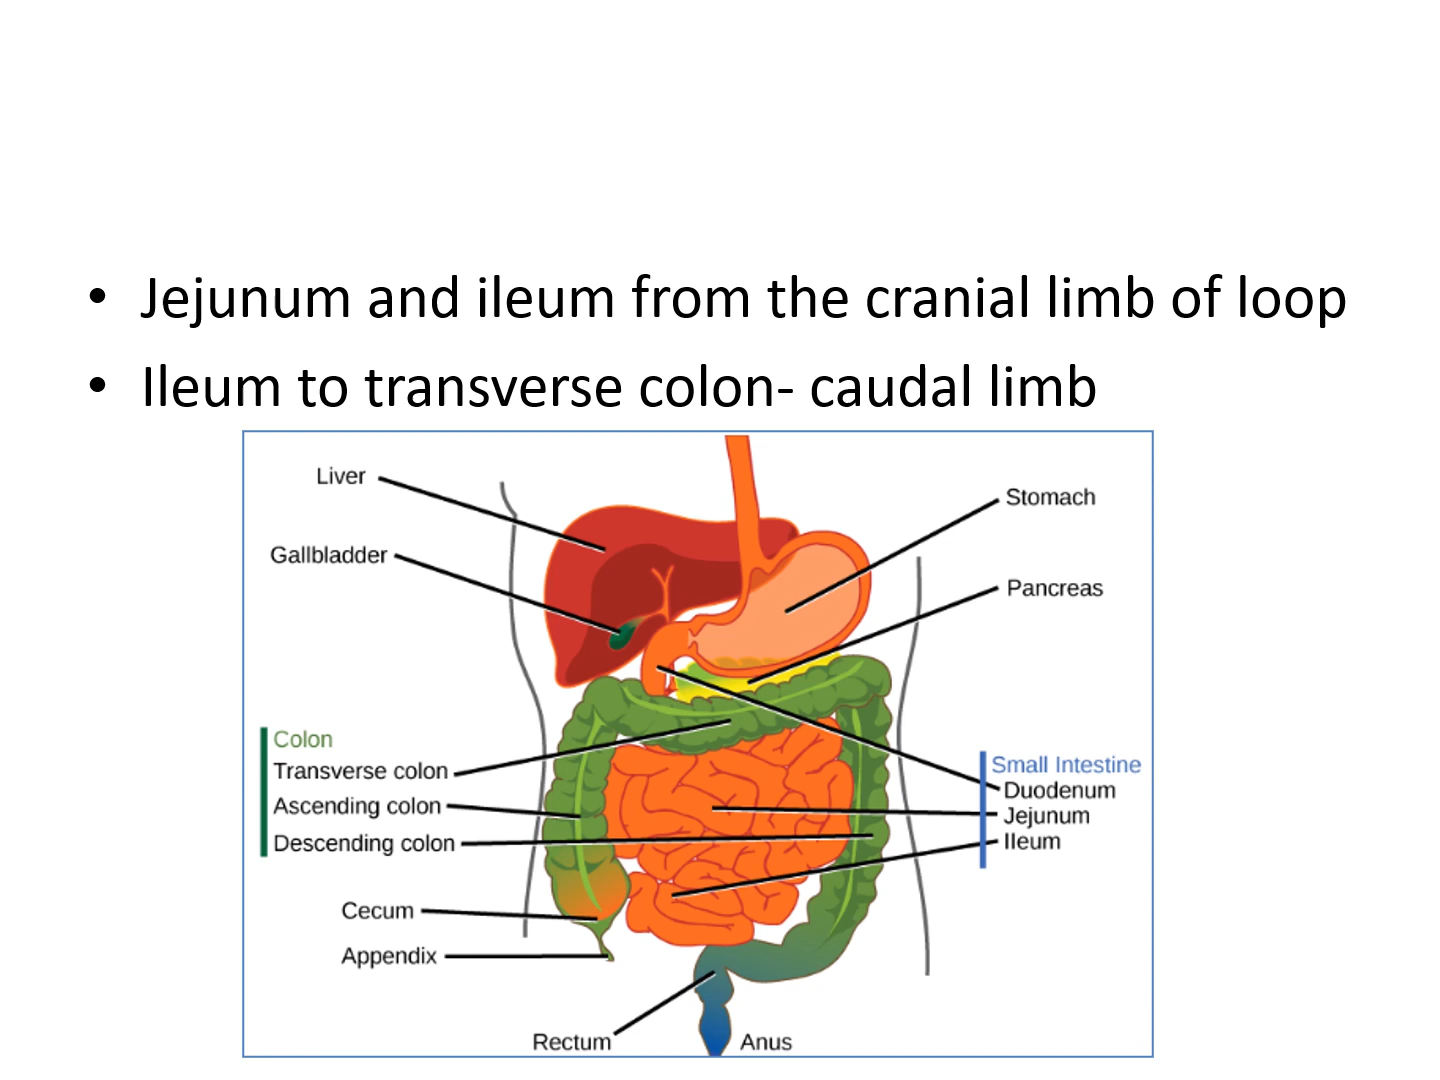 • Jejunum and ileum from the cranial limb of loop
• Ileum to transverse colon- caudal limb
Liver
Stomach
Gallbladder
Pancreas
Colon
Transverse colon
Ascending colon
Descending colon
Small Intestine
Duodenum
Jejunum
Ileum
Cecum
Appendix
Rectum
Anus